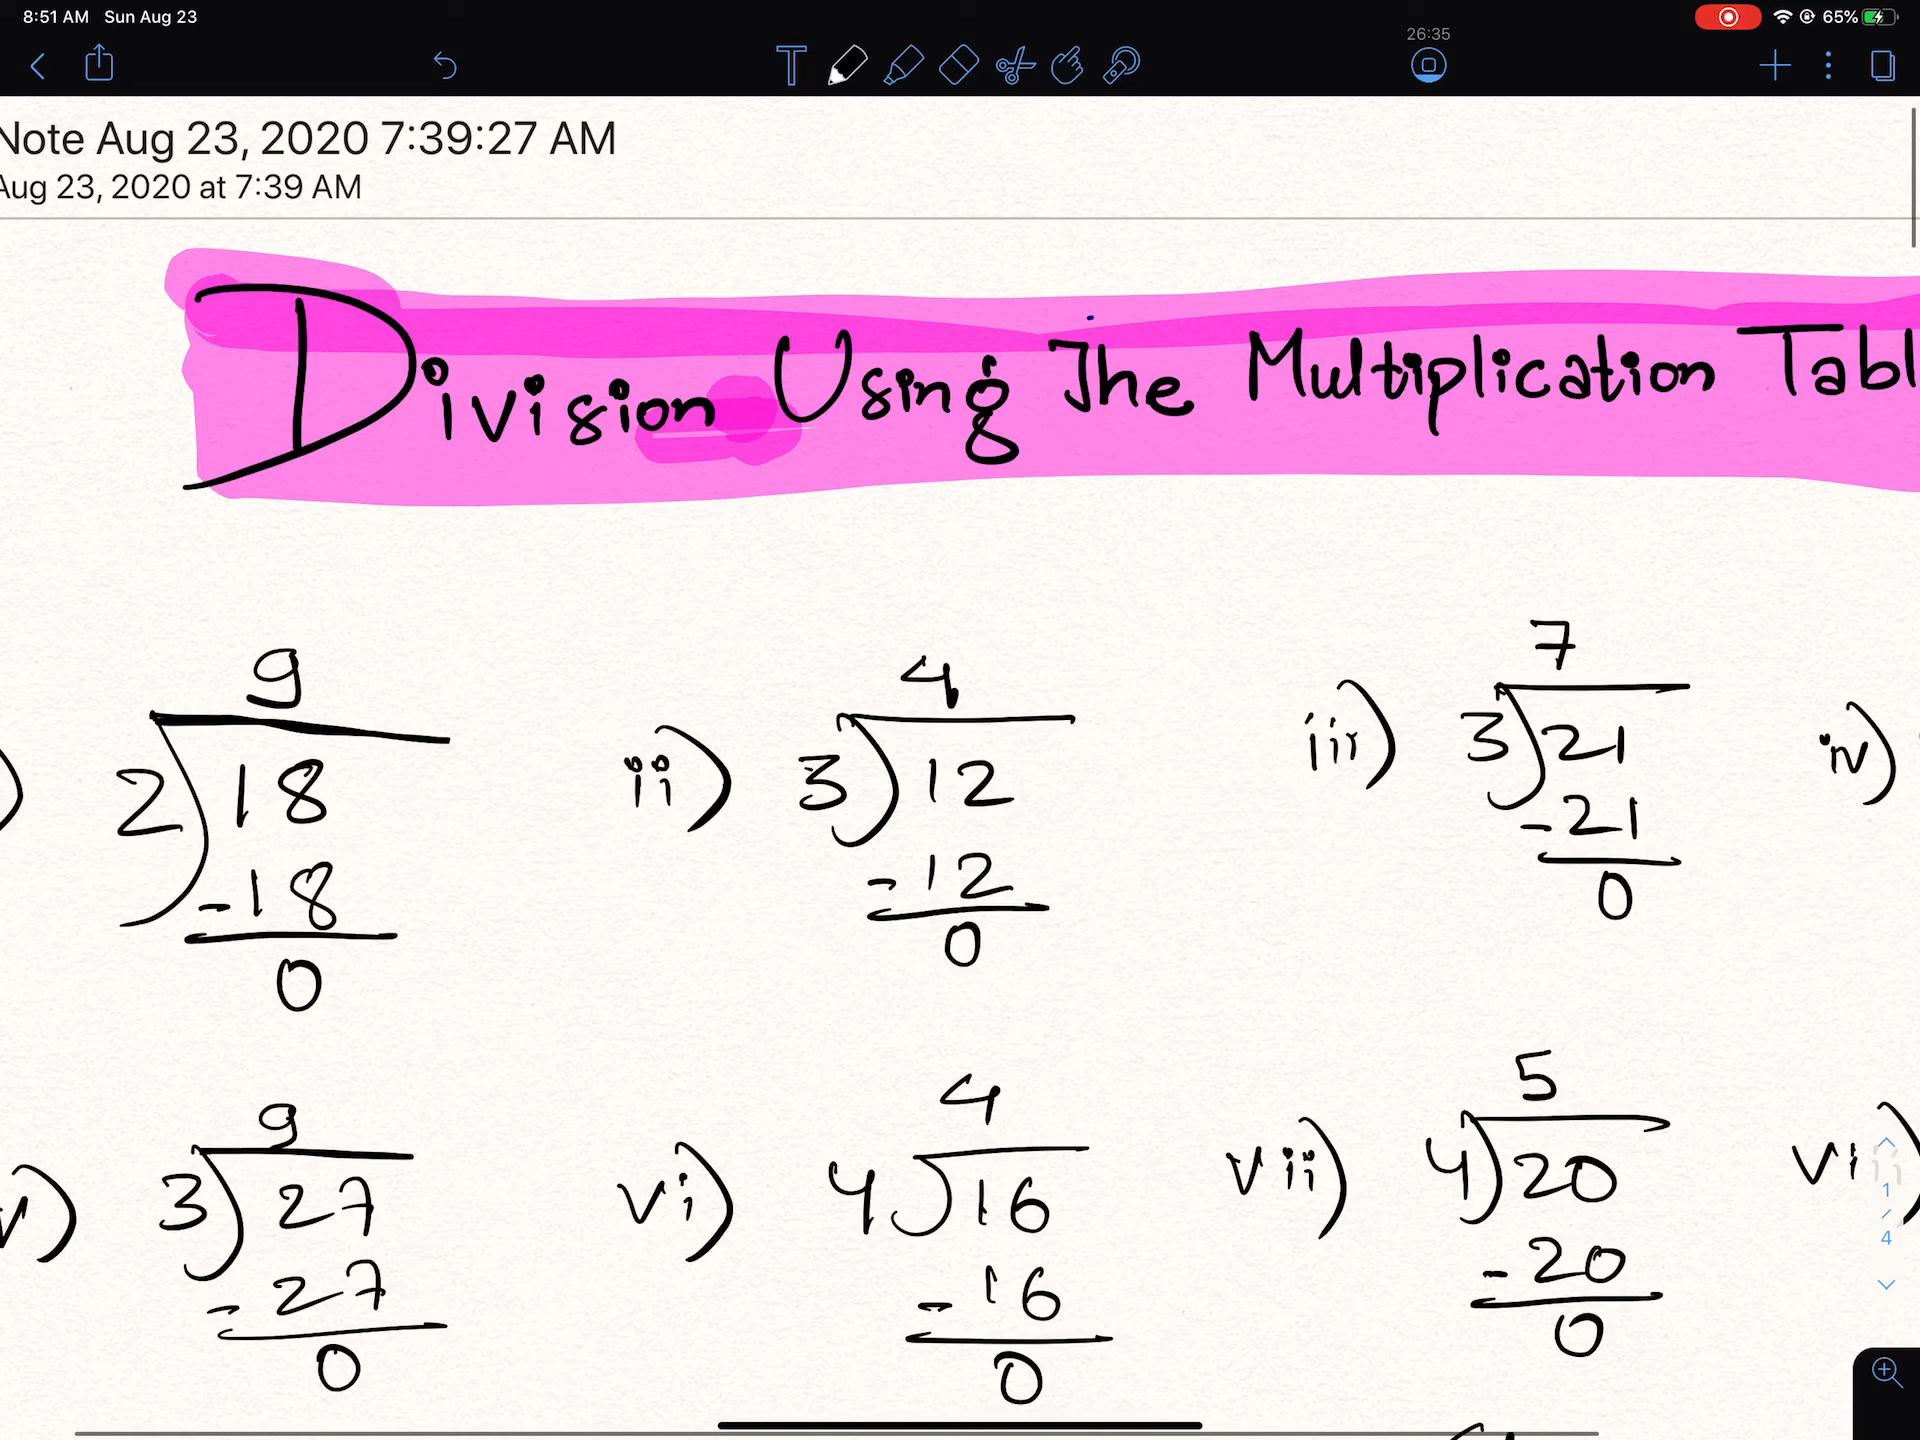 8:51 AM Sun Aug 23
65%
26:35
Note Aug 23, 2020 7:39:27 AM
Aug 23, 2020 at 7:39 AM
Division Using The Multiplication Tabl
9
) 2 ) 18
-18
0
4
ii) 3 ) 12
-12
0
7
iii) 3 ) 21
-21
0
iv)
9
v) 3 ) 27
-27
0
4
vi) 4 ) 16
-16
0
5
vii) 4 ) 20
-20
0
viii)
1
/
4